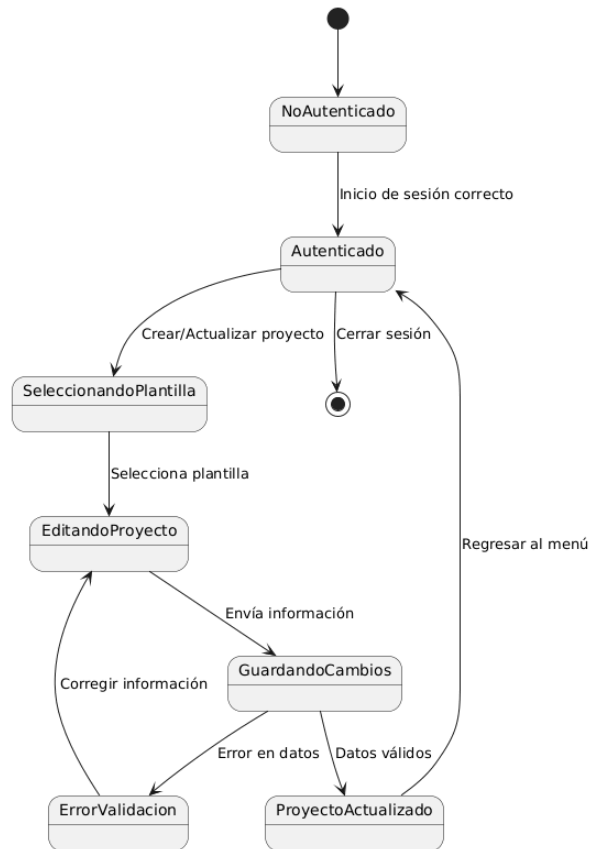 NoAutenticado
Inicio de sesión correcto
Autenticado
Crear/Actualizar proyecto
Cerrar sesión
SeleccionandoPlantilla
Selecciona plantilla
EditandoProyecto
Regresar al menú
Envía información
GuardandoCambios
Corregir información
Error en datos
Datos válidos
ErrorValidacion
ProyectoActualizado